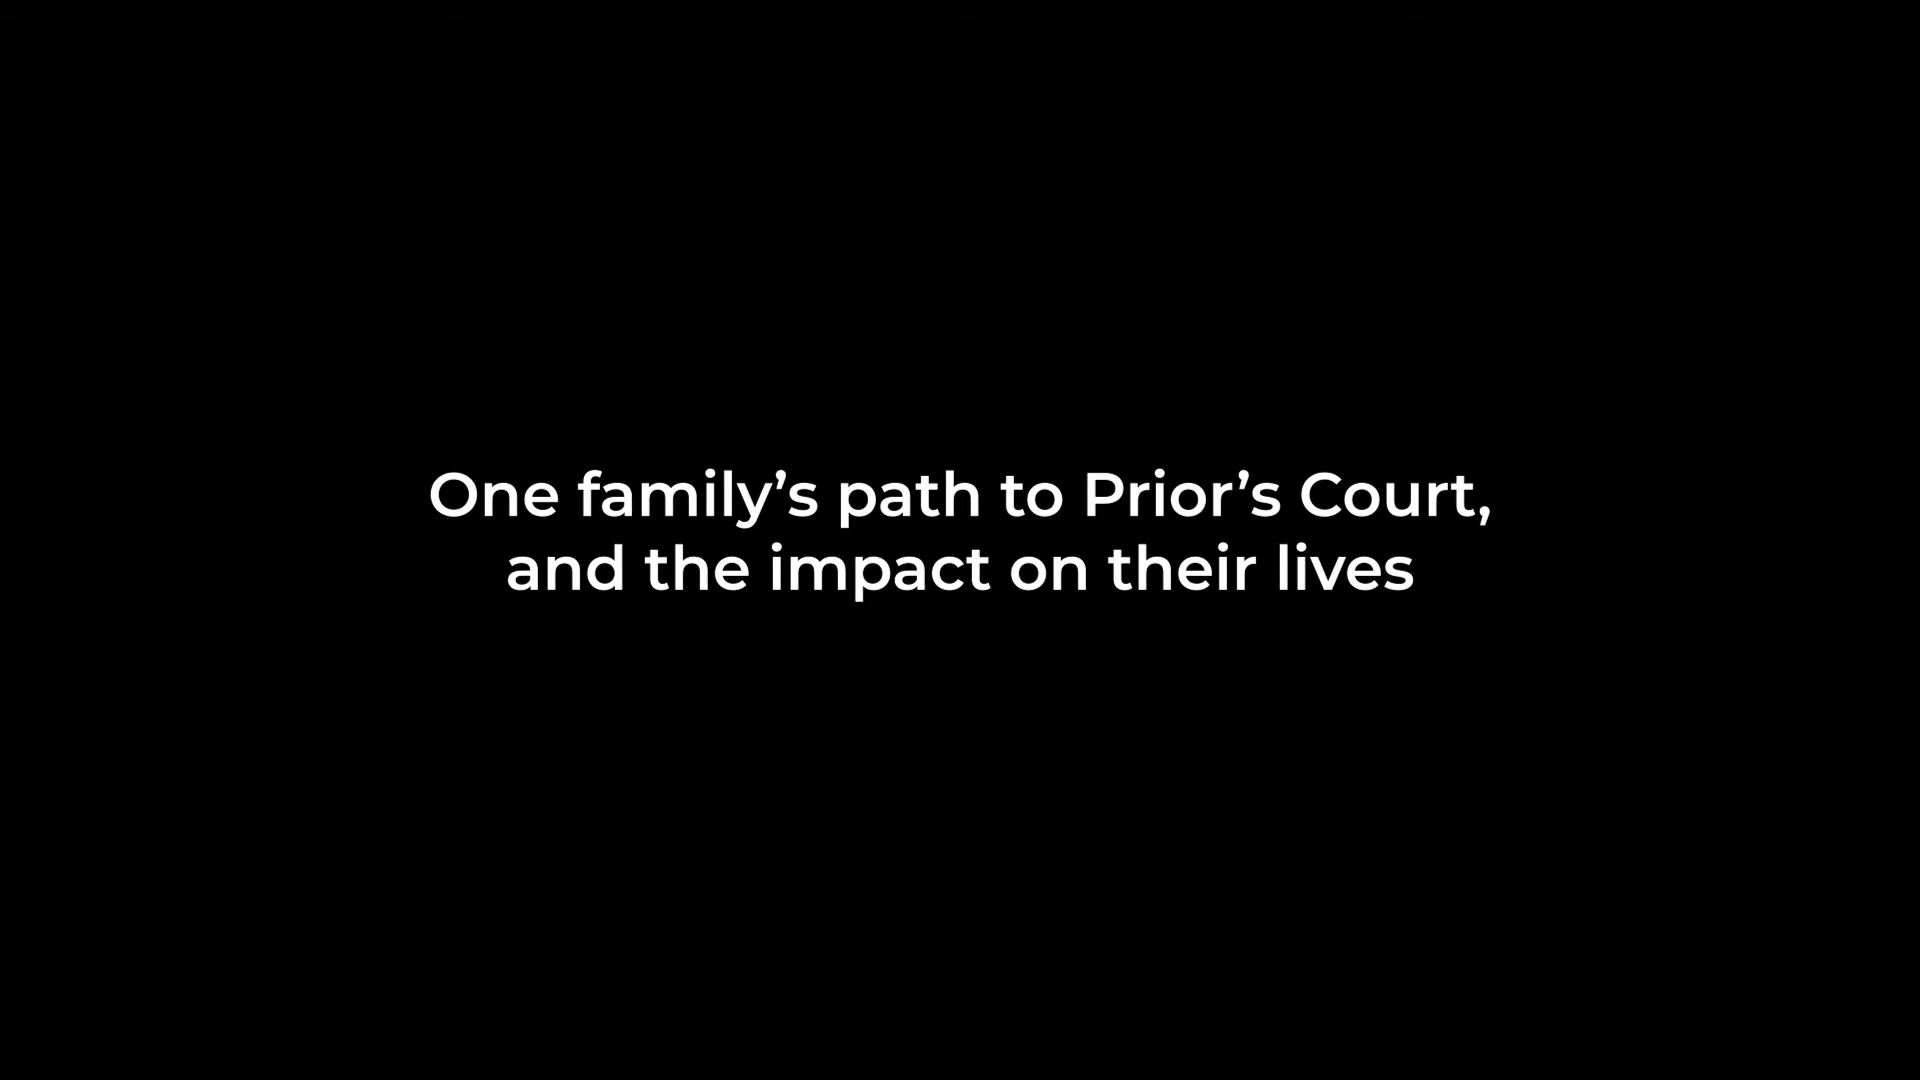 One family’s path to Prior’s Court,
and the impact on their lives